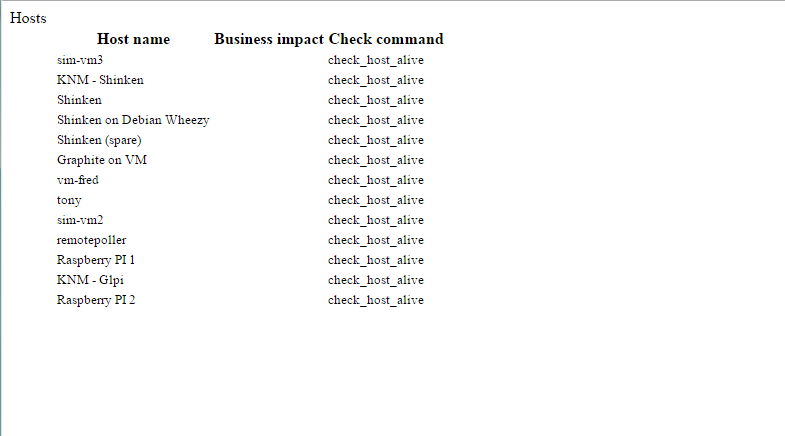 Hosts
Host name Business impact Check command
sim-vm3 check_host_alive
KNM - Shinken check_host_alive
Shinken check_host_alive
Shinken on Debian Wheezy check_host_alive
Shinken (spare) check_host_alive
Graphite on VM check_host_alive
vm-fred check_host_alive
tony check_host_alive
sim-vm2 check_host_alive
remotepoller check_host_alive
Raspberry PI 1 check_host_alive
KNM - Glpi check_host_alive
Raspberry PI 2 check_host_alive